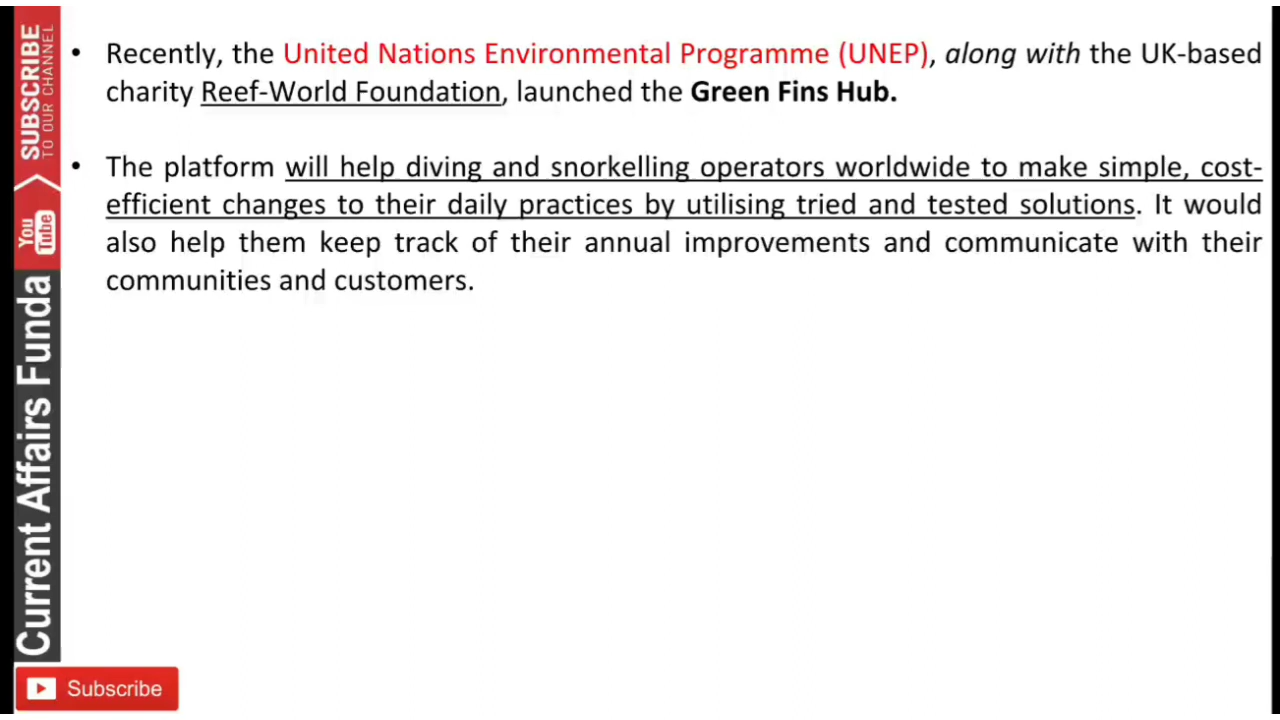 • Recently, the United Nations Environmental Programme (UNEP), along with the UK-based
charity Reef-World Foundation, launched the Green Fins Hub.
• The platform will help diving and snorkelling operators worldwide to make simple, cost-
efficient changes to their daily practices by utilising tried and tested solutions. It would
also help them keep track of their annual improvements and communicate with their
communities and customers.
SUBSCRIBE
TO OUR CHANNEL
You
Tube
Current Affairs Funda
Subscribe